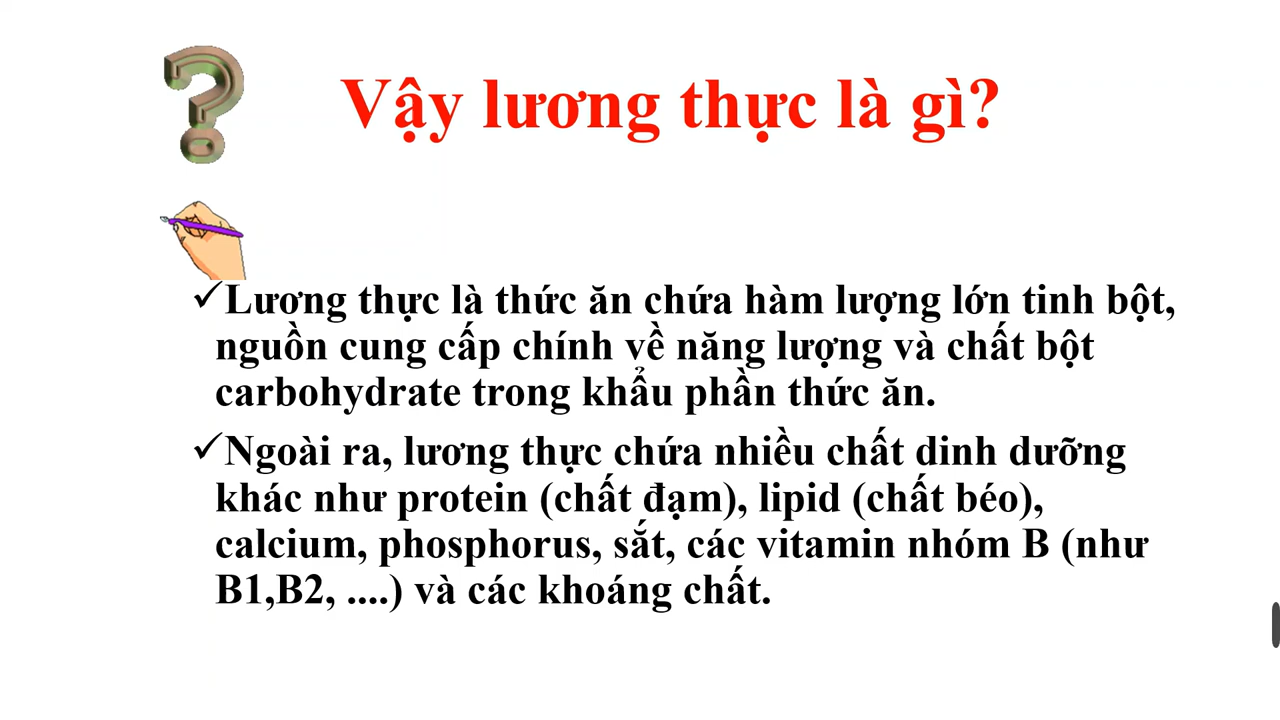 Vậy lương thực là gì?
✓Lương thực là thức ăn chứa hàm lượng lớn tinh bột,
nguồn cung cấp chính về năng lượng và chất bột
carbohydrate trong khẩu phần thức ăn.
✓Ngoài ra, lương thực chứa nhiều chất dinh dưỡng
khác như protein (chất đạm), lipid (chất béo),
calcium, phosphorus, sắt, các vitamin nhóm B (như
B1,B2, ....) và các khoáng chất.